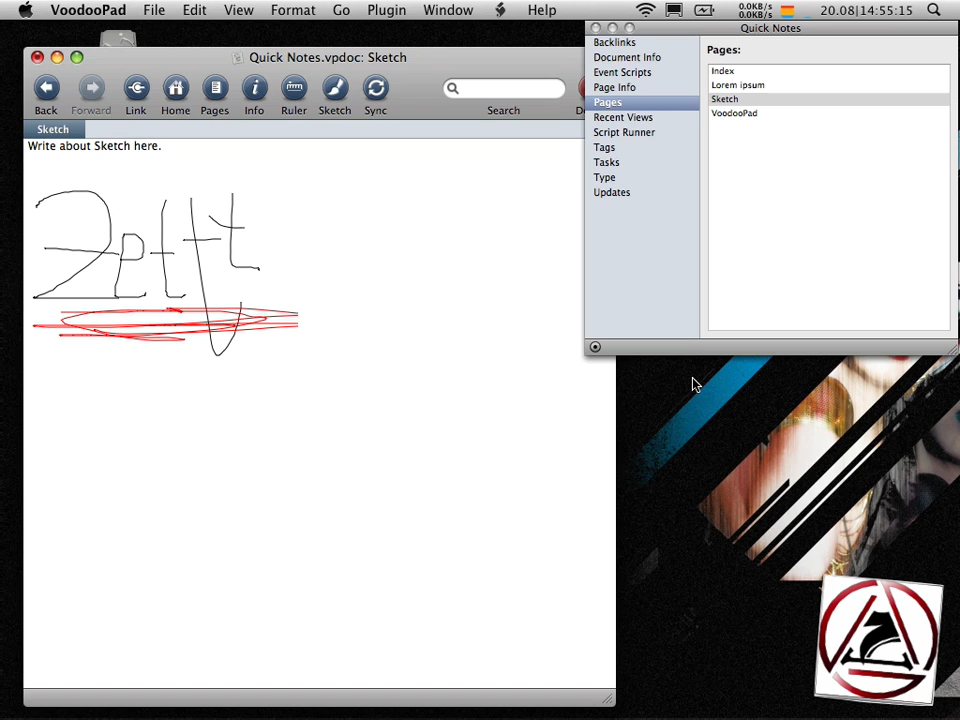 VoodooPad File Edit View Format Go Plugin Window Help 0.0KB/s 0.0KB/s 20.08|14:55:15
Quick Notes.vpdoc: Sketch
Back Forward Link Home Pages Info Ruler Sketch Sync Search
Sketch
Write about Sketch here.
Quick Notes
Backlinks
Document Info
Event Scripts
Page Info
Pages
Recent Views
Script Runner
Tags
Tasks
Type
Updates
Pages:
Index
Lorem ipsum
Sketch
VoodooPad